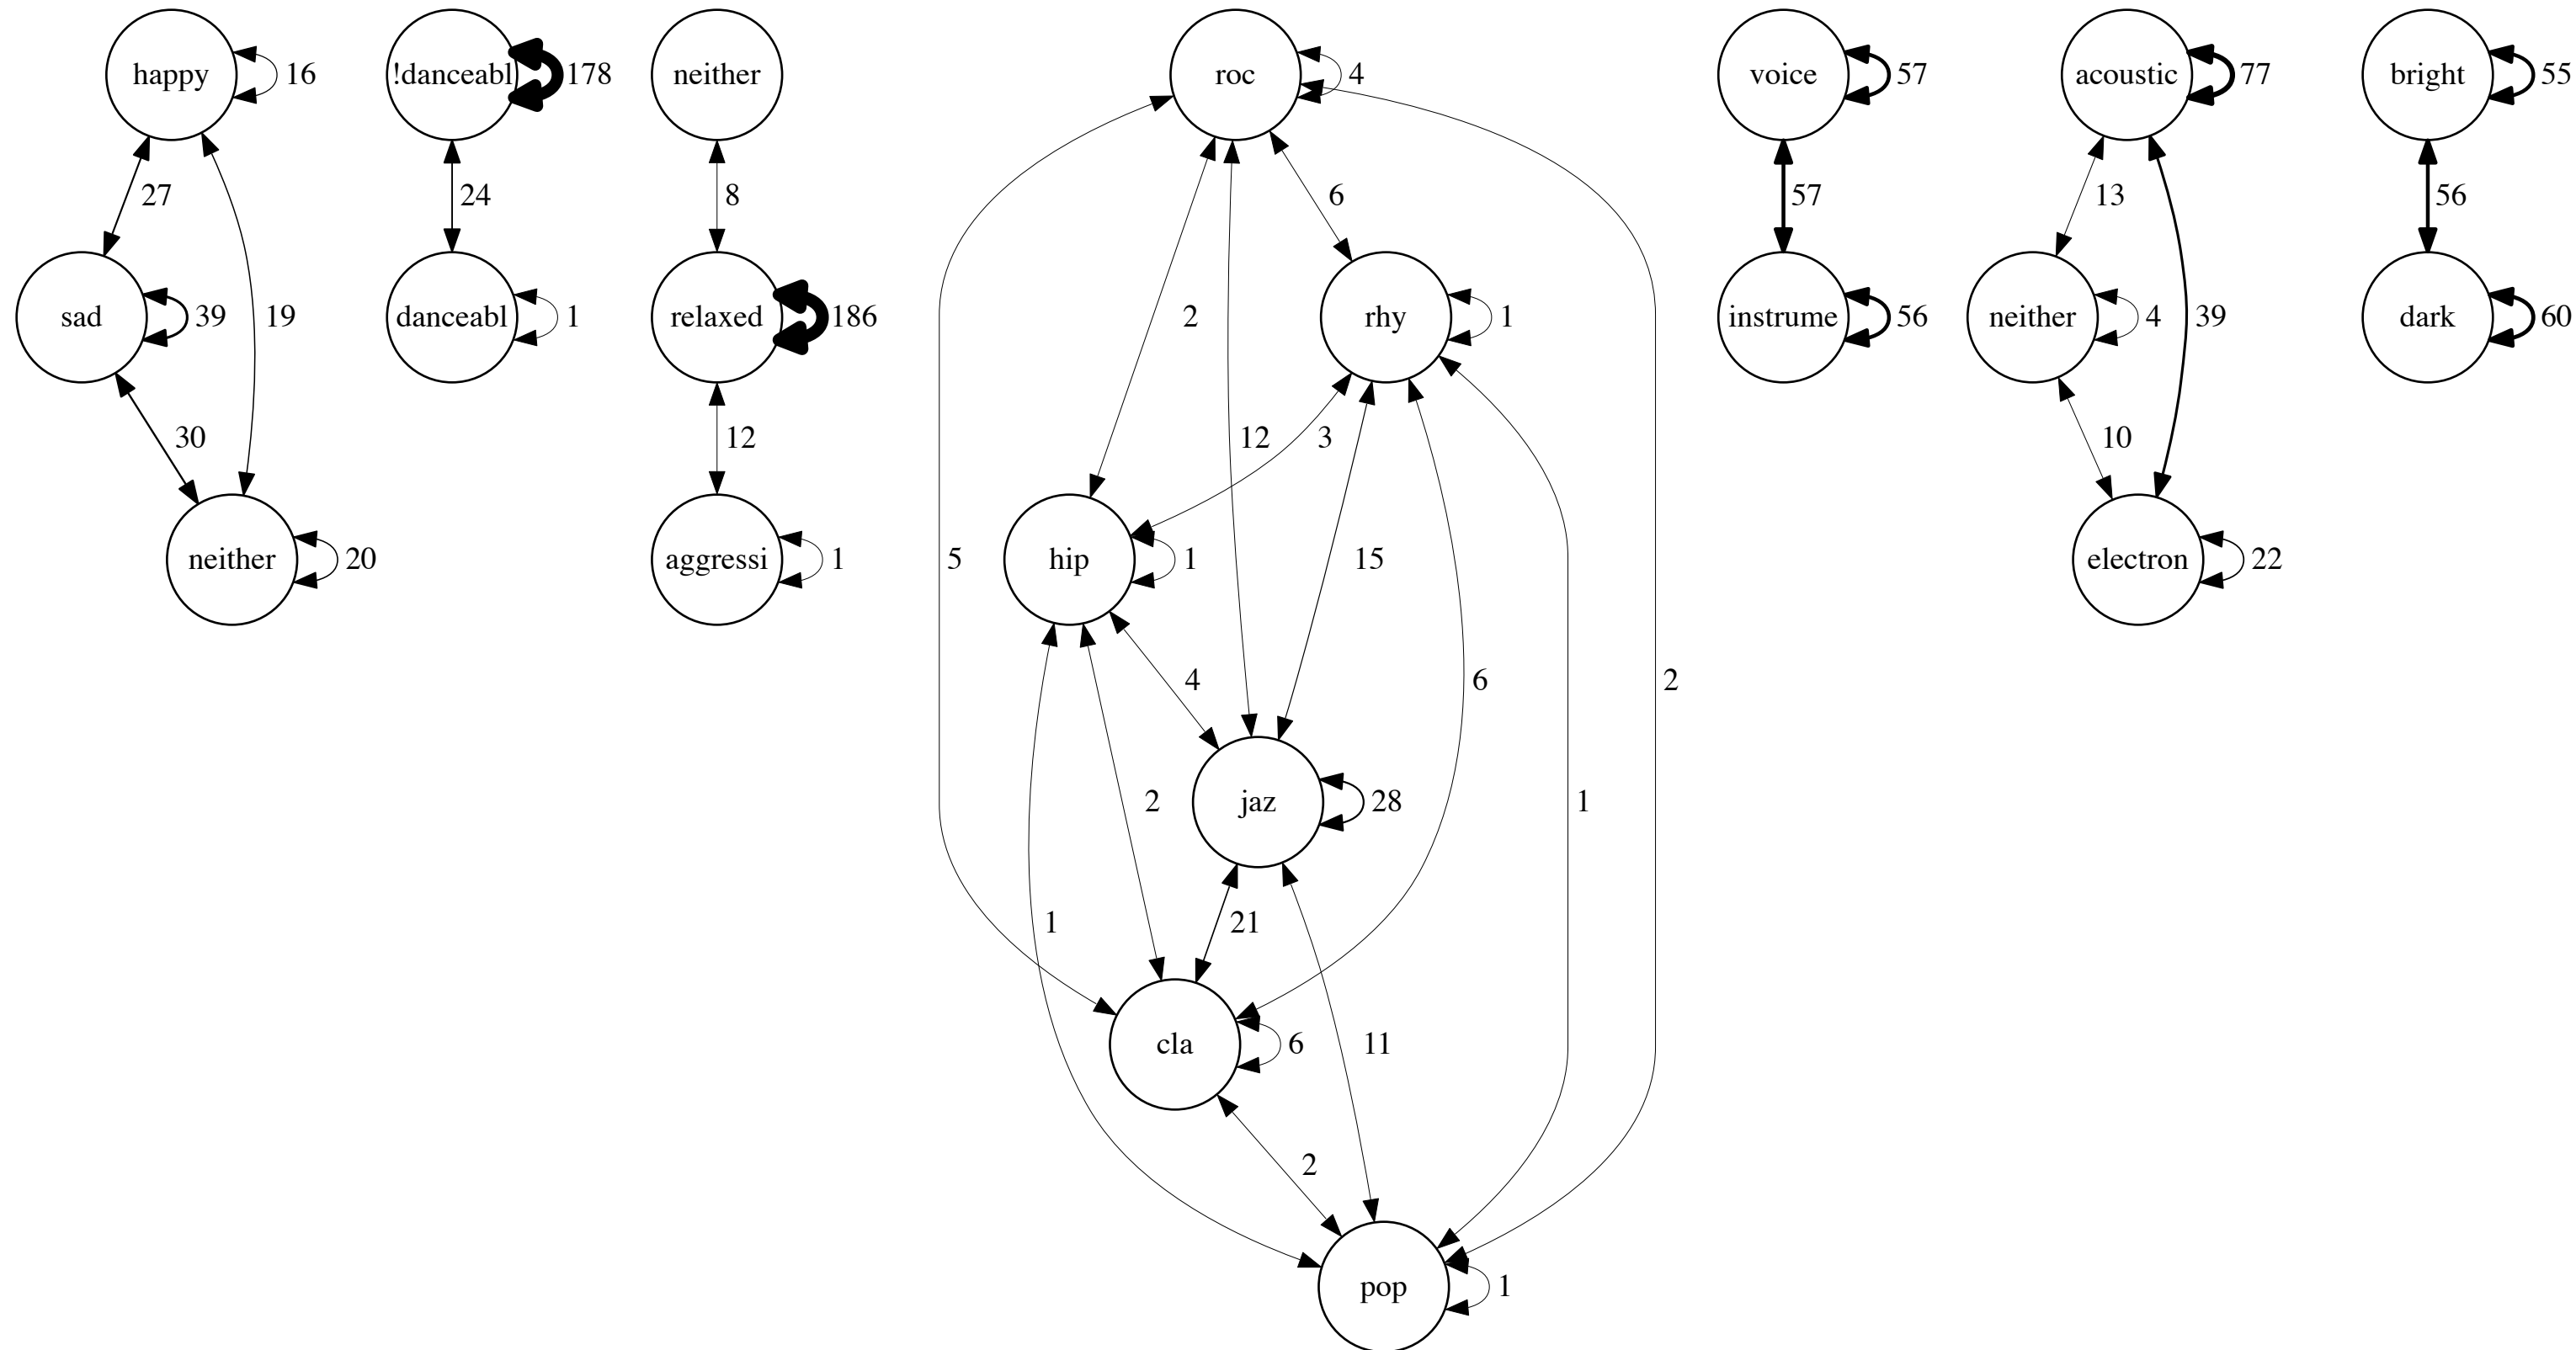 happy
16
!danceabl
178
neither
roc
4
voice
57
acoustic
77
bright
55
27
24
8
6
57
13
56
sad
39
19
danceabl
1
relaxed
186
2
rhy
1
instrume
56
neither
4
39
dark
60
30
12
12
3
10
neither
20
aggressi
1
5
hip
1
15
electron
22
4
6
2
2
jaz
28
1
1
21
cla
6
11
2
pop
1